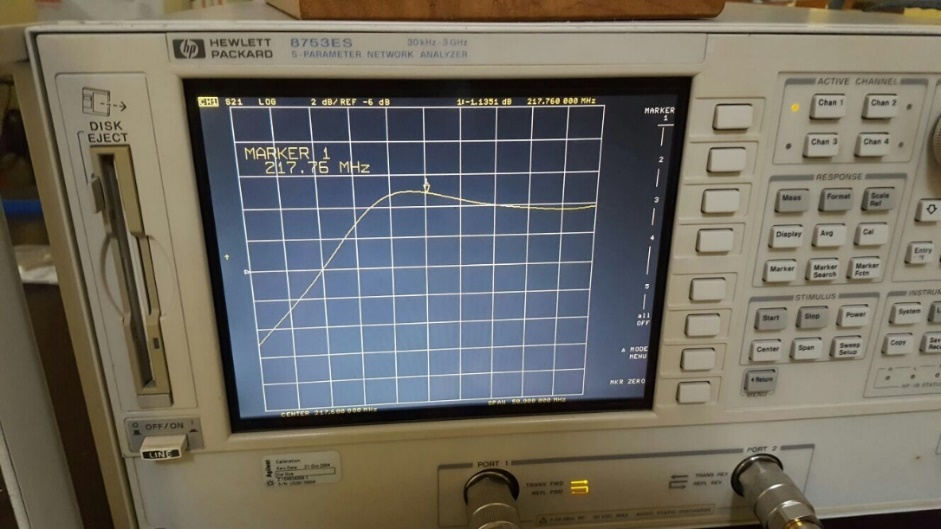 hp HEWLETT PACKARD 8753ES 30 kHz - 3 GHz
S-PARAMETER NETWORK ANALYZER
CH1 S21 LOG 2 dB/REF -6 dB 1:-1.1351 dB 217.760 000 MHz
MARKER 1
217.76 MHz
MARKER
1
2
3
4
5
all
OFF
Δ MODE
MENU
MKR ZERO
CENTER 217.600 000 MHz SPAN 50.000 000 MHz
DISK
EJECT
OFF/ON
LINE
ACTIVE CHANNEL
Chan 1 Chan 2
Chan 3 Chan 4
RESPONSE
Meas Format Scale Ref
Display Avg Cal
Marker Marker Search Marker Fctn
STIMULUS
Start Stop Power
Center Span Sweep Setup
Return
MENU
Entry
INSTRU
System
Copy
Agilent
Calibration
PORT 1
PORT 2
TRANS FWD
REFL FWD
TRANS REV
REFL REV